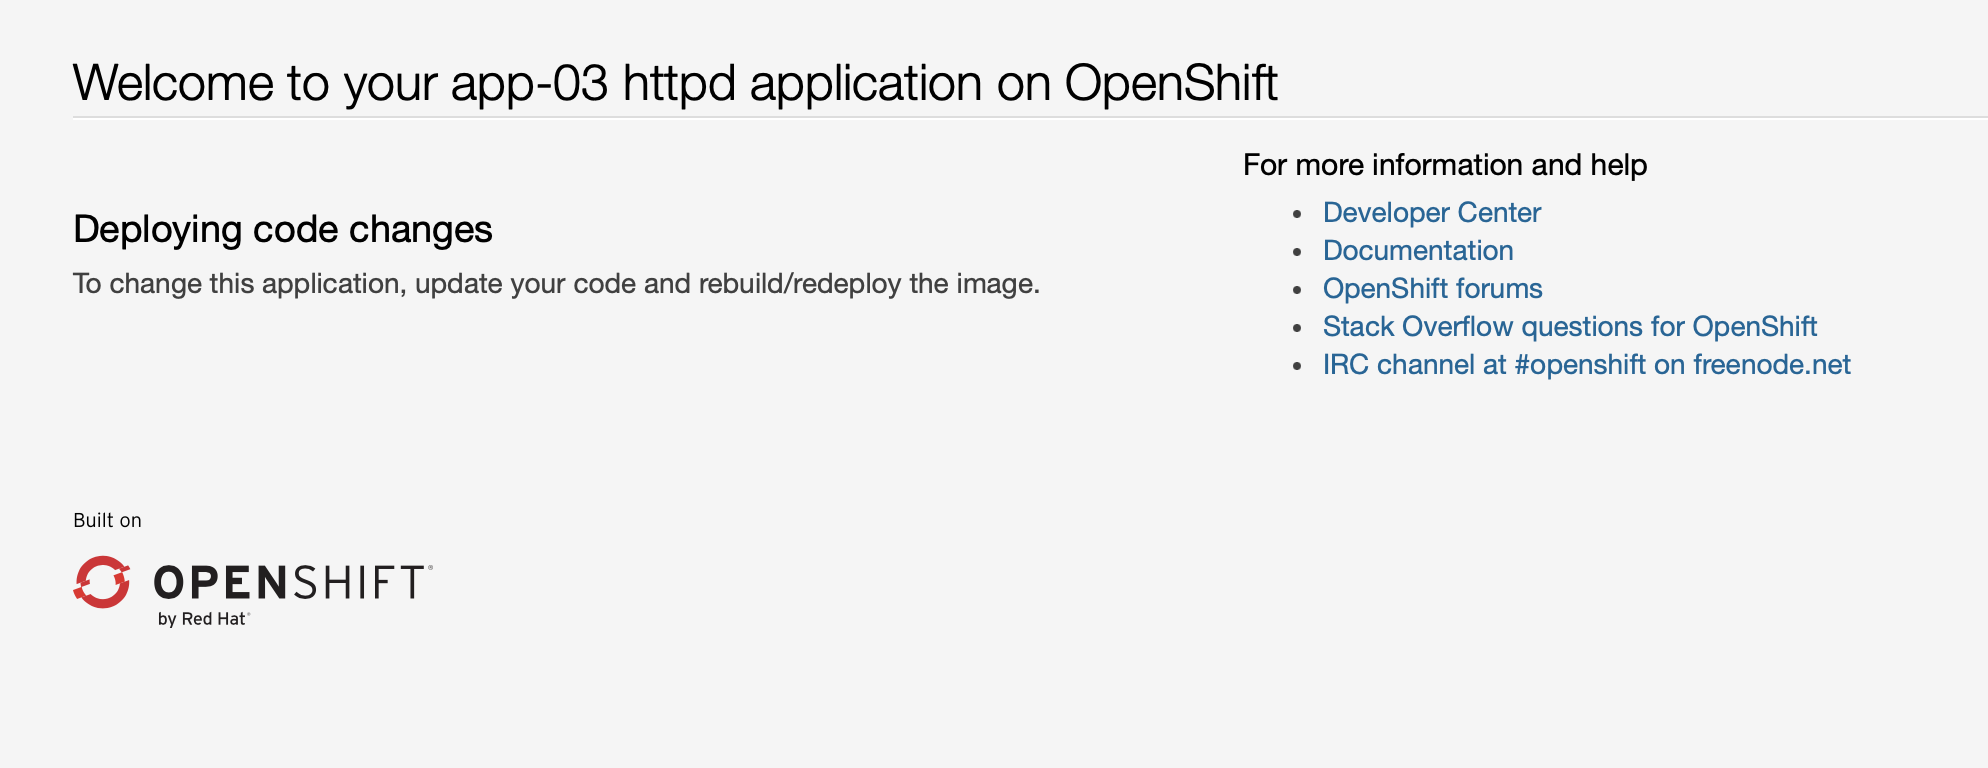 Welcome to your app-03 httpd application on OpenShift
Deploying code changes
To change this application, update your code and rebuild/redeploy the image.
For more information and help
Developer Center
Documentation
OpenShift forums
Stack Overflow questions for OpenShift
IRC channel at #openshift on freenode.net
Built on
OPENSHIFT®
by Red Hat®